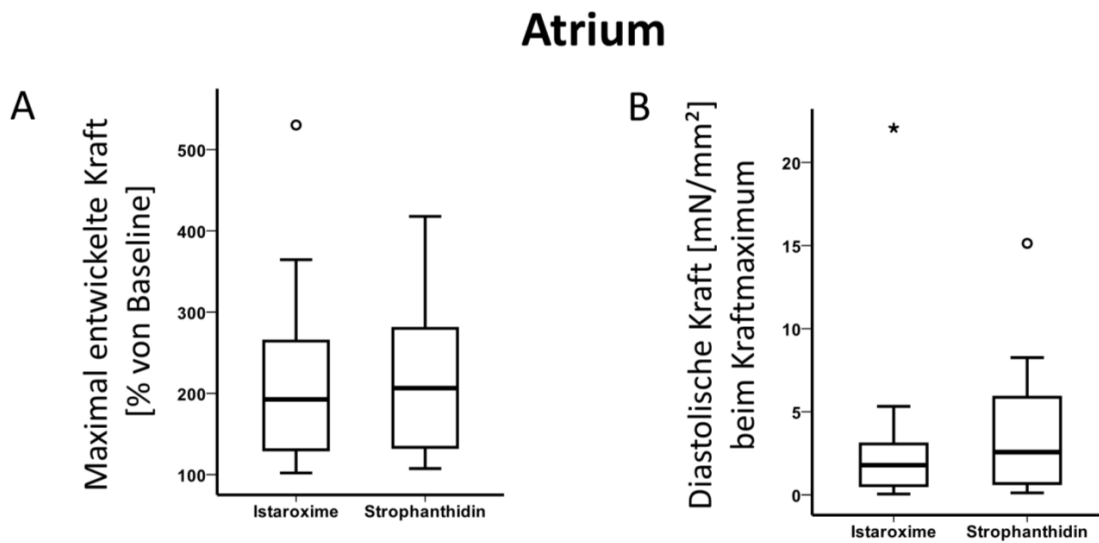 Atrium
A
Maximal entwickelte Kraft
[% von Baseline]
500
400
300
200
100
Istaroxime
Strophanthidin
B
Diastolische Kraft [mN/mm²]
beim Kraftmaximum
20
15
10
5
0
Istaroxime
Strophanthidin